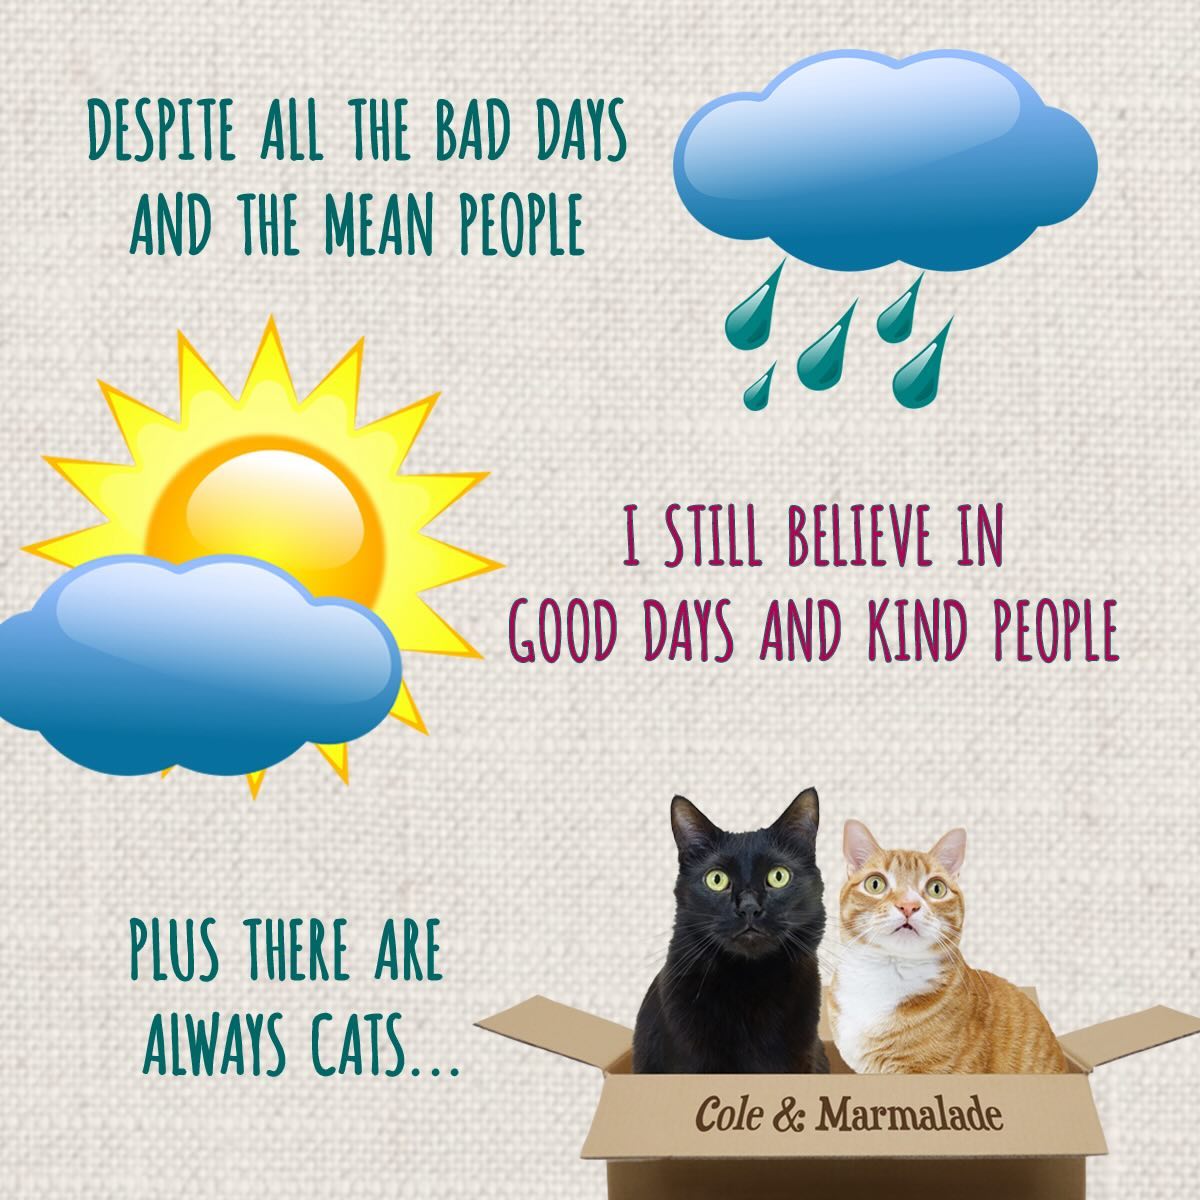 DESPITE ALL THE BAD DAYS
AND THE MEAN PEOPLE
I STILL BELIEVE IN
GOOD DAYS AND KIND PEOPLE
PLUS THERE ARE
ALWAYS CATS...
Cole & Marmalade